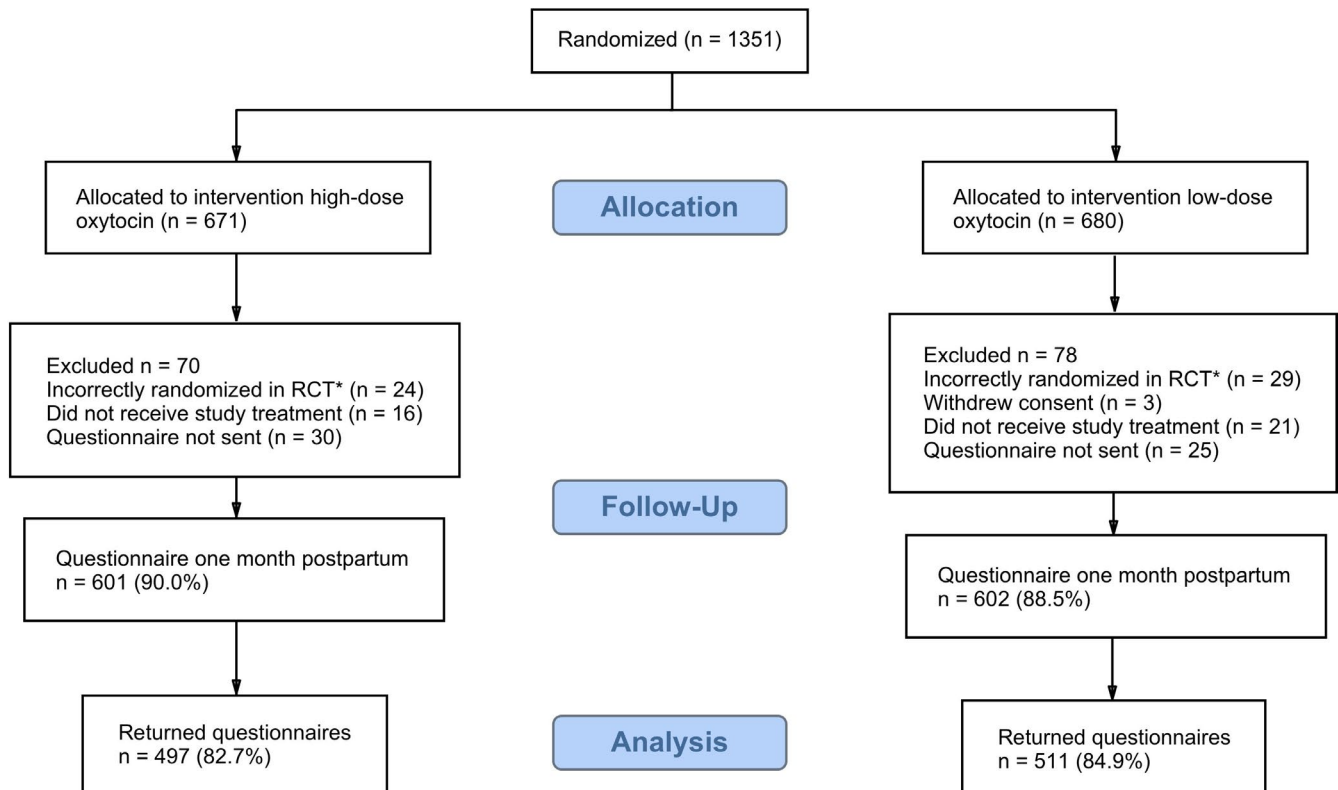 Randomized (n = 1351)
Allocated to intervention high-dose
oxytocin (n = 671)
Allocation
Allocated to intervention low-dose
oxytocin (n = 680)
Excluded n = 70
Incorrectly randomized in RCT* (n = 24)
Did not receive study treatment (n = 16)
Questionnaire not sent (n = 30)
Excluded n = 78
Incorrectly randomized in RCT* (n = 29)
Withdrew consent (n = 3)
Did not receive study treatment (n = 21)
Questionnaire not sent (n = 25)
Follow-Up
Questionnaire one month postpartum
n = 601 (90.0%)
Questionnaire one month postpartum
n = 602 (88.5%)
Returned questionnaires
n = 497 (82.7%)
Analysis
Returned questionnaires
n = 511 (84.9%)